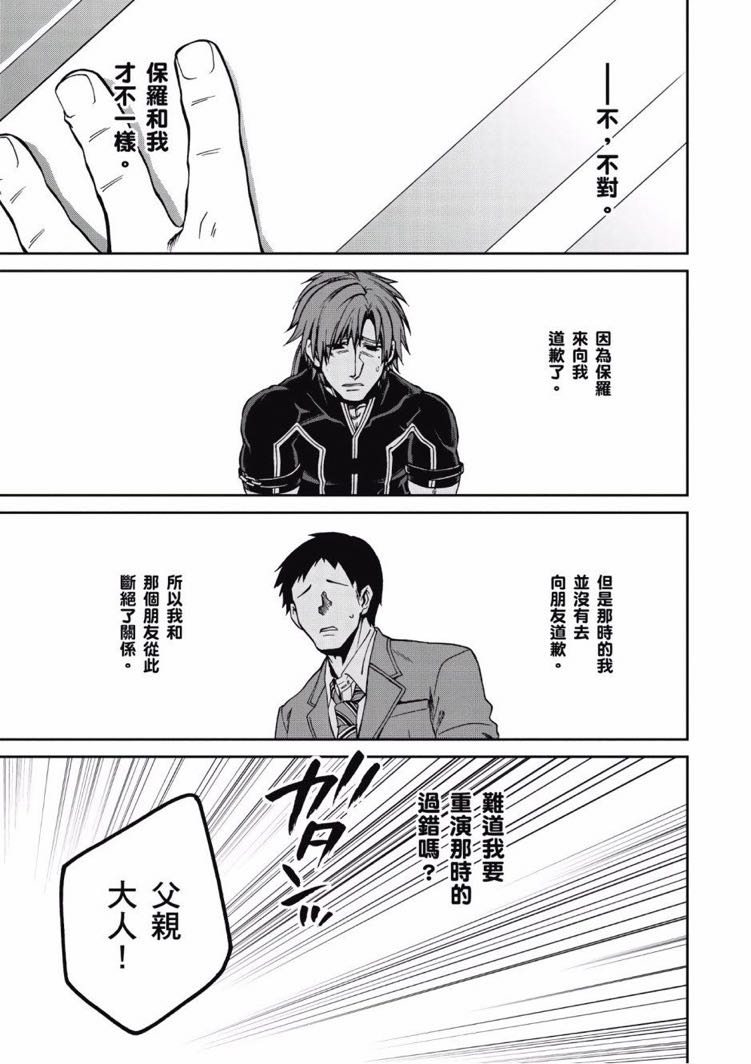 ——不，不對。
保羅和我
才不一樣。
因為保羅
來向我
道歉了。
但是那時的我
並沒有去
向朋友道歉。
所以我和
那個朋友從此
斷絕了關係。
難道我要
重演那時的
過錯嗎？
ガタンッ
父親
大人！